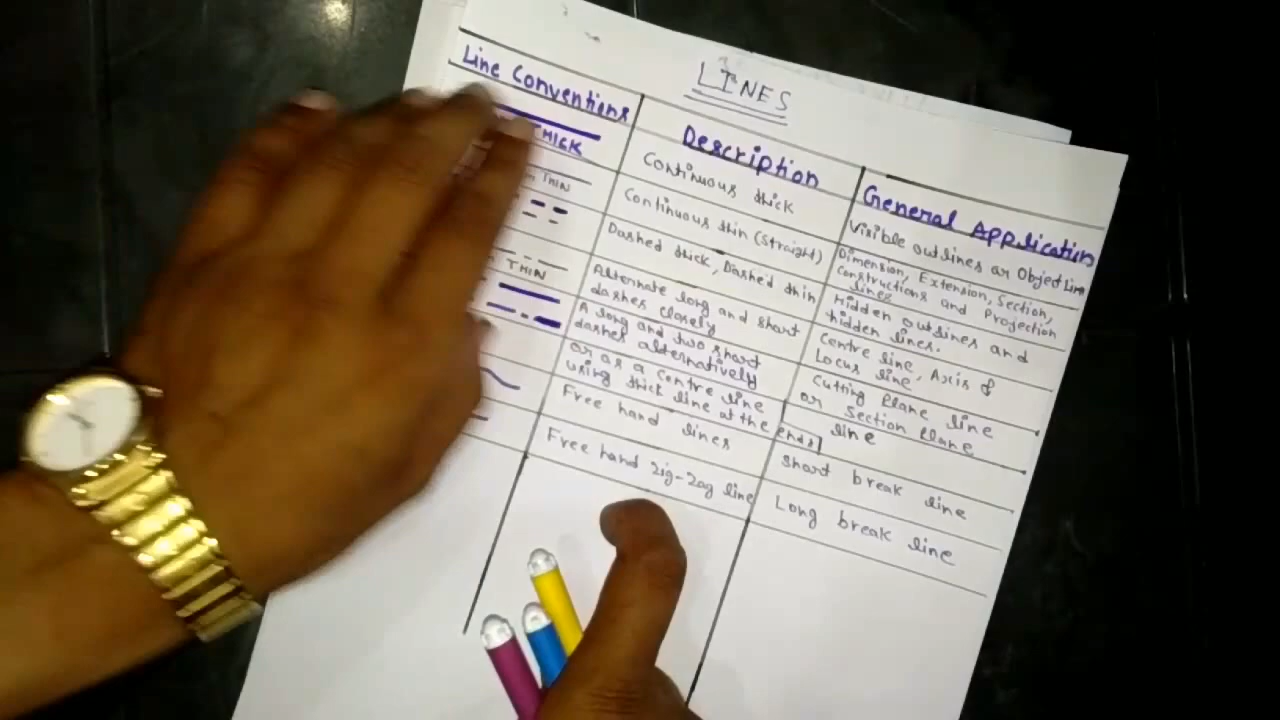 LINES
Line Conventions
Description
General Application
THICK
Continuous thick
Visible outlines or Object Line
THIN
Continuous thin (straight)
Dimension, Extension, Section,
Constructions and Projection
lines
Dashed thick, Dashed thin
Hidden outlines and
hidden lines.
Alternate long and short
dashes closely
Centre line, Axis of
Locus line
THIN
A long and two short
dashes alternatively
or as a Centre line
using thick line at the ends
Cutting Plane line
or Section Plane
line
Free hand lines
Short break line
Free hand zig-zag line
Long break line